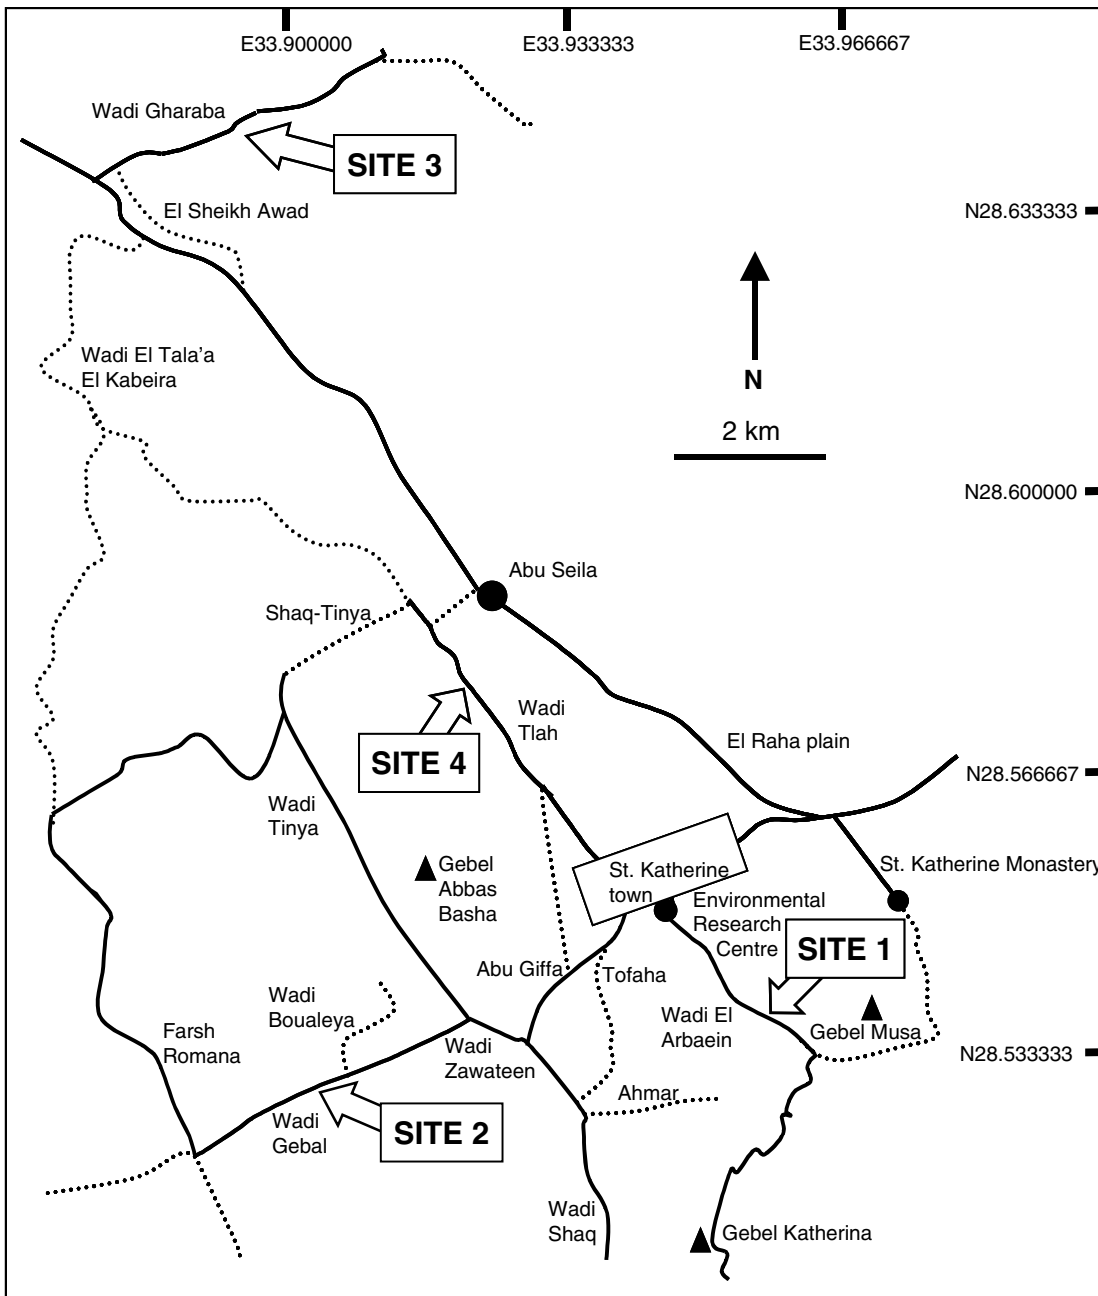 E33.900000
E33.933333
E33.966667
Wadi Gharaba
SITE 3
El Sheikh Awad
N28.633333
Wadi El Tala’a
El Kabeira
N
2 km
N28.600000
Abu Seila
Shaq-Tinya
Wadi
Tlah
El Raha plain
SITE 4
N28.566667
Wadi
Tinya
Gebel
Abbas
Basha
St. Katherine
town
St. Katherine Monastery
Environmental
Research
Centre
SITE 1
Abu Giffa
Tofaha
Wadi
Boualeya
Wadi El
Arbaein
Gebel Musa
Farsh
Romana
Wadi
Zawateen
N28.533333
Ahmar
Wadi
Gebal
SITE 2
Wadi
Shaq
Gebel Katherina